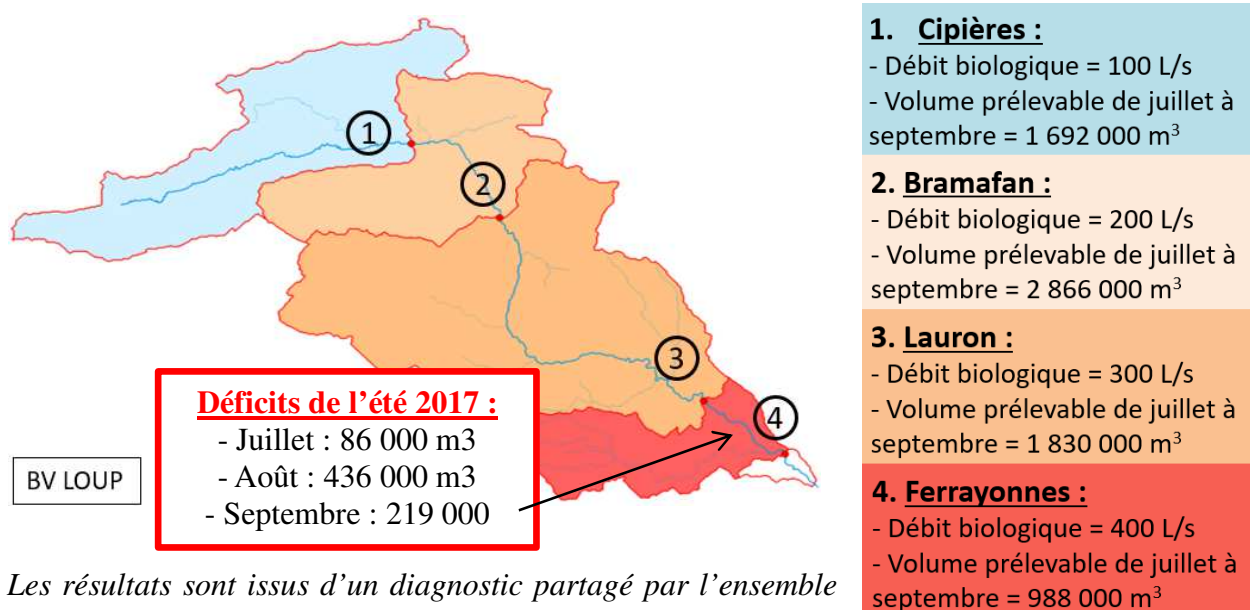 1
2
3
4
Déficits de l’été 2017 :
- Juillet : 86 000 m3
- Août : 436 000 m3
- Septembre : 219 000
BV LOUP
Les résultats sont issus d’un diagnostic partagé par l’ensemble
1. Cipières :
- Débit biologique = 100 L/s
- Volume prélevable de juillet à
septembre = 1 692 000 m³
2. Bramafan :
- Débit biologique = 200 L/s
- Volume prélevable de juillet à
septembre = 2 866 000 m³
3. Lauron :
- Débit biologique = 300 L/s
- Volume prélevable de juillet à
septembre = 1 830 000 m³
4. Ferrayonnes :
- Débit biologique = 400 L/s
- Volume prélevable de juillet à
septembre = 988 000 m³